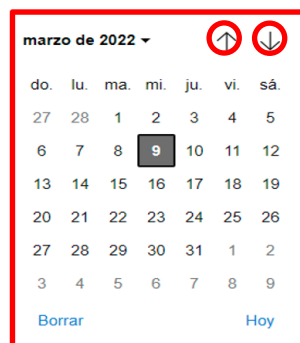 marzo de 2022
do. lu. ma. mi. ju. vi. sá.
27 28 1 2 3 4 5
6 7 8 9 10 11 12
13 14 15 16 17 18 19
20 21 22 23 24 25 26
27 28 29 30 31 1 2
3 4 5 6 7 8 9
Borrar Hoy